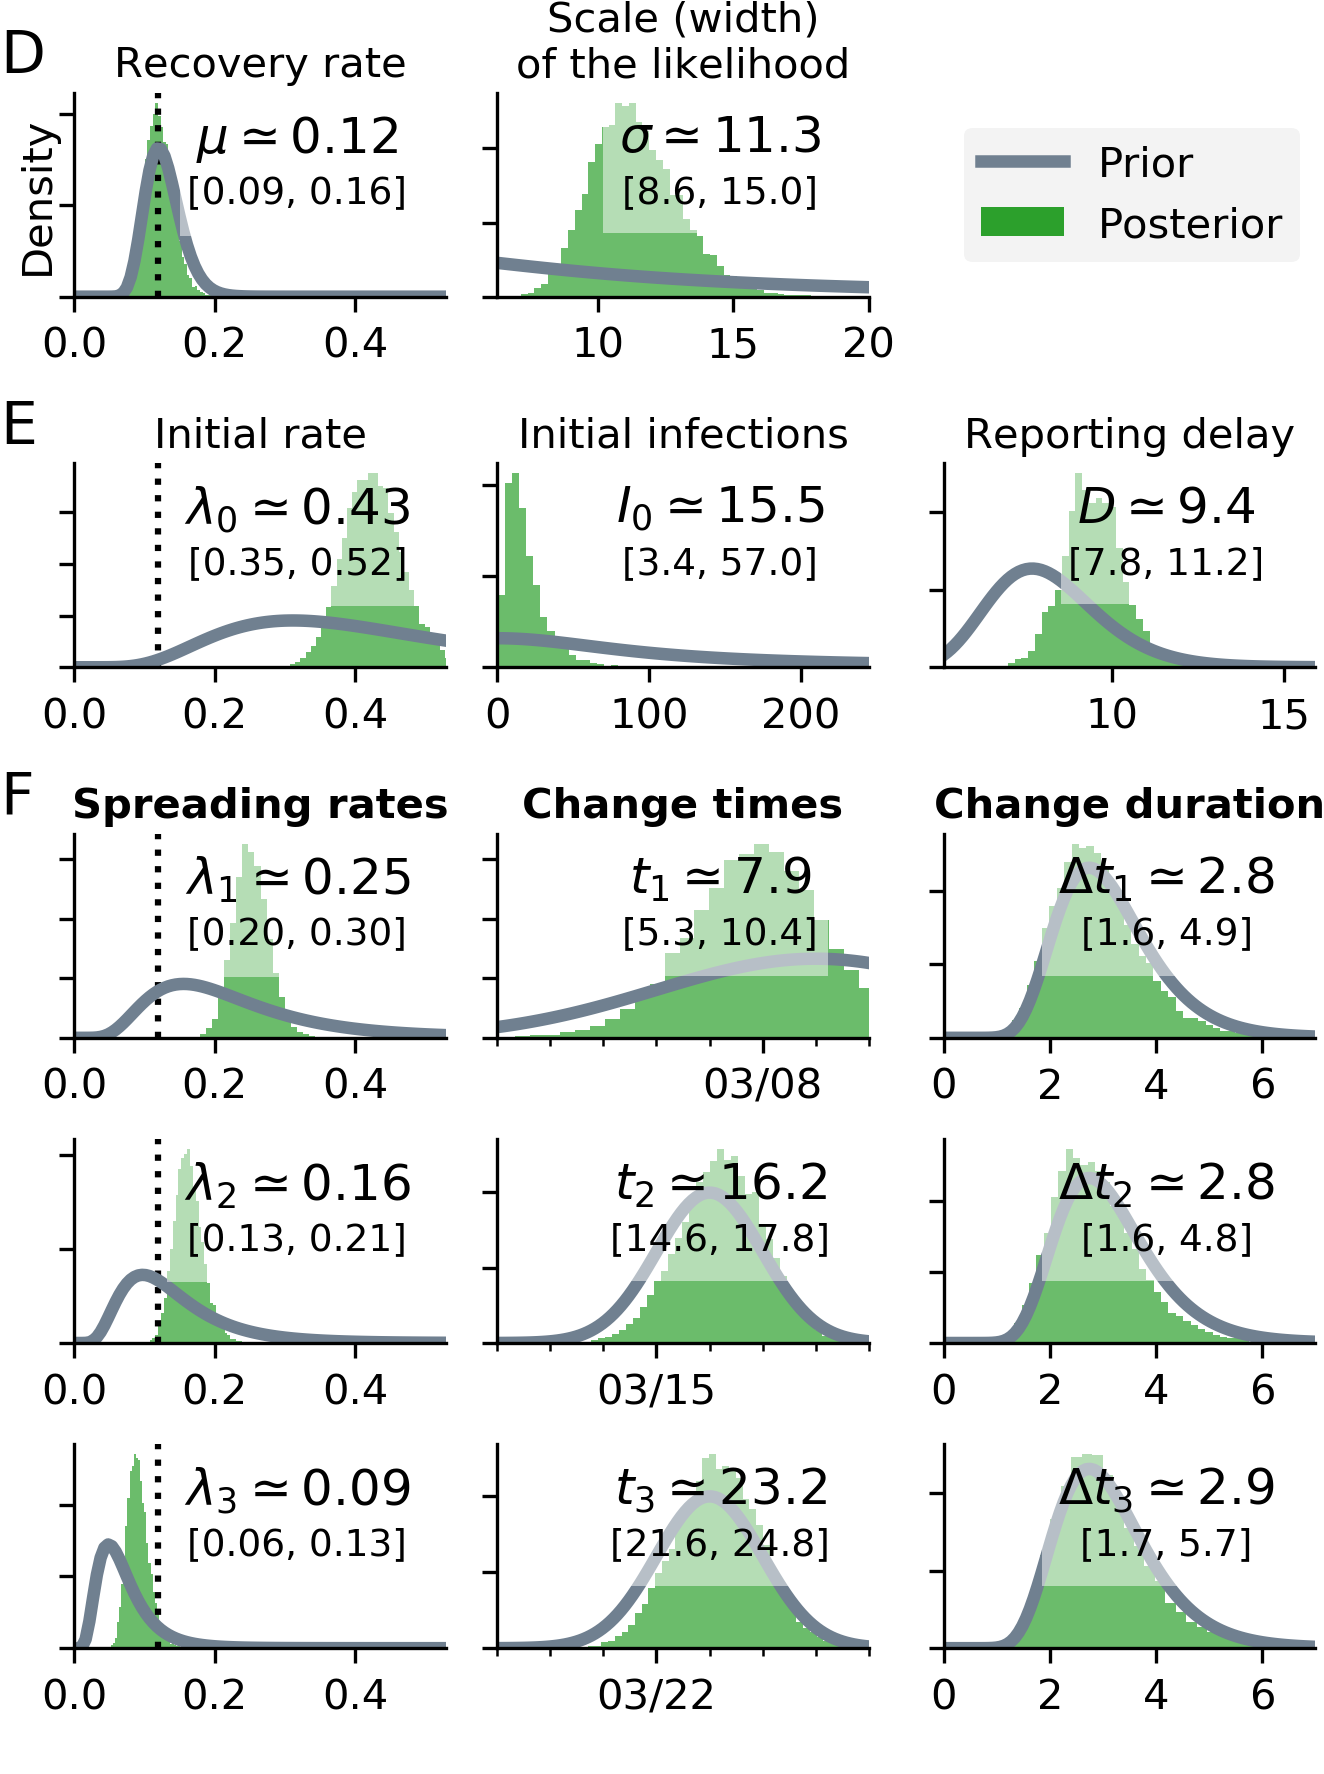 D
Recovery rate
Scale (width)
of the likelihood
Density
μ ≃ 0.12
[0.09, 0.16]
σ ≃ 11.3
[8.6, 15.0]
Prior
Posterior
0.0 0.2 0.4
10 15 20
E
Initial rate
Initial infections
Reporting delay
λ0 ≃ 0.43
[0.35, 0.52]
I0 ≃ 15.5
[3.4, 57.0]
D ≃ 9.4
[7.8, 11.2]
0.0 0.2 0.4
0 100 200
10 15
F
Spreading rates
Change times
Change duration
λ1 ≃ 0.25
[0.20, 0.30]
t1 ≃ 7.9
[5.3, 10.4]
Δt1 ≃ 2.8
[1.6, 4.9]
0.0 0.2 0.4
03/08
0 2 4 6
λ2 ≃ 0.16
[0.13, 0.21]
t2 ≃ 16.2
[14.6, 17.8]
Δt2 ≃ 2.8
[1.6, 4.8]
0.0 0.2 0.4
03/15
0 2 4 6
λ3 ≃ 0.09
[0.06, 0.13]
t3 ≃ 23.2
[21.6, 24.8]
Δt3 ≃ 2.9
[1.7, 5.7]
0.0 0.2 0.4
03/22
0 2 4 6